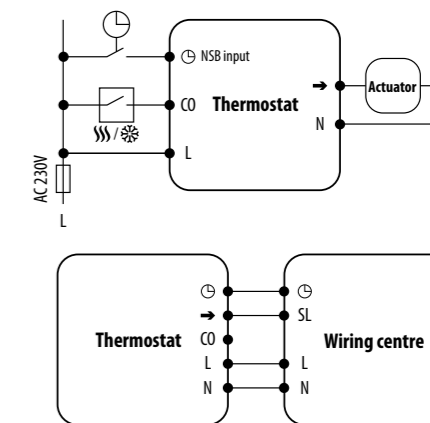 NSB input
CO
Thermostat
➔
Actuator
N
L
AC 230V
L
Thermostat
➔
CO
L
N
SL
L
N
Wiring centre